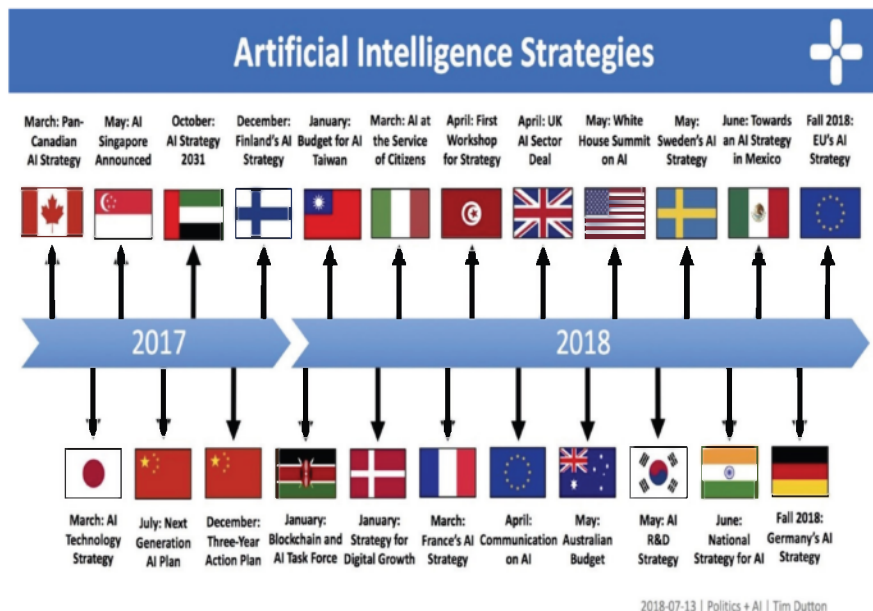 Artificial Intelligence Strategies
March: Pan-
Canadian
AI Strategy
May: AI
Singapore
Announced
October:
AI Strategy
2031
December:
Finland's AI
Strategy
January:
Budget for AI
Taiwan
March: AI at
the Service
of Citizens
April: First
Workshop
for Strategy
April: UK
AI Sector
Deal
May: White
House Summit
on AI
May:
Sweden's AI
Strategy
June: Towards
an AI Strategy
in Mexico
Fall 2018:
EU's AI
Strategy
2017
2018
March: AI
Technology
Strategy
July: Next
Generation
AI Plan
December:
Three-Year
Action Plan
January:
Blockchain and
AI Task Force
January:
Strategy for
Digital Growth
March:
France's AI
Strategy
April:
Communication
on AI
May:
Australian
Budget
May: AI
R&D
Strategy
June:
National
Strategy for AI
Fall 2018:
Germany's AI
Strategy
2018-07-13 | Politics + AI | Tim Dutton